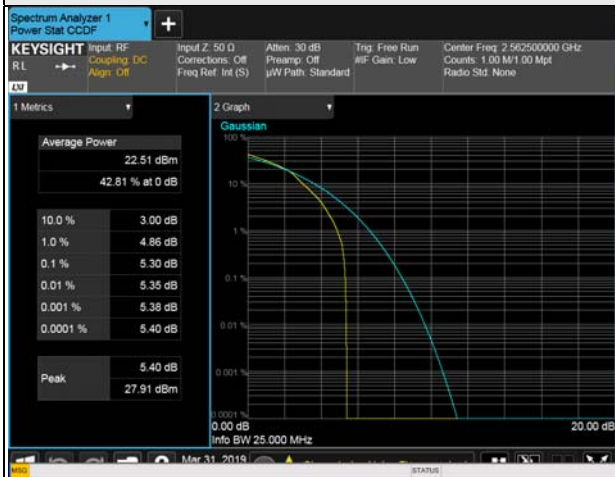 Spectrum Analyzer 1
Power Stat CCDF
+
KEYSIGHT
RL
LXI
Input: RF
Coupling: DC
Align: Off
Input Z: 50 Ω
Corrections: Off
Freq Ref: Int (S)
Atten: 30 dB
Preamp: Off
µW Path: Standard
Trig: Free Run
#IF Gain: Low
Center Freq: 2.562500000 GHz
Counts: 1.00 M/1.00 Mpt
Radio Std: None
1 Metrics
Average Power
22.51 dBm
42.81 % at 0 dB
10.0 % 3.00 dB
1.0 % 4.86 dB
0.1 % 5.30 dB
0.01 % 5.35 dB
0.001 % 5.38 dB
0.0001 % 5.40 dB
Peak
5.40 dB
27.91 dBm
2 Graph
Gaussian
100 %
10 %
1 %
0.1 %
0.01 %
0.001 %
0.0001 %
0.00 dB
20.00 dB
Info BW 25.000 MHz
Mar 31, 2019
MSG
STATUS